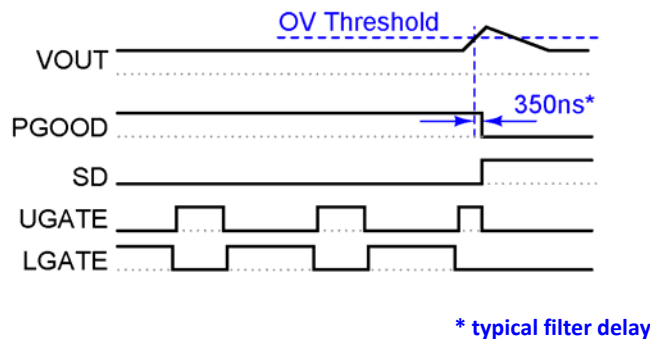 OV Threshold
VOUT
350ns*
PGOOD
SD
UGATE
LGATE
* typical filter delay